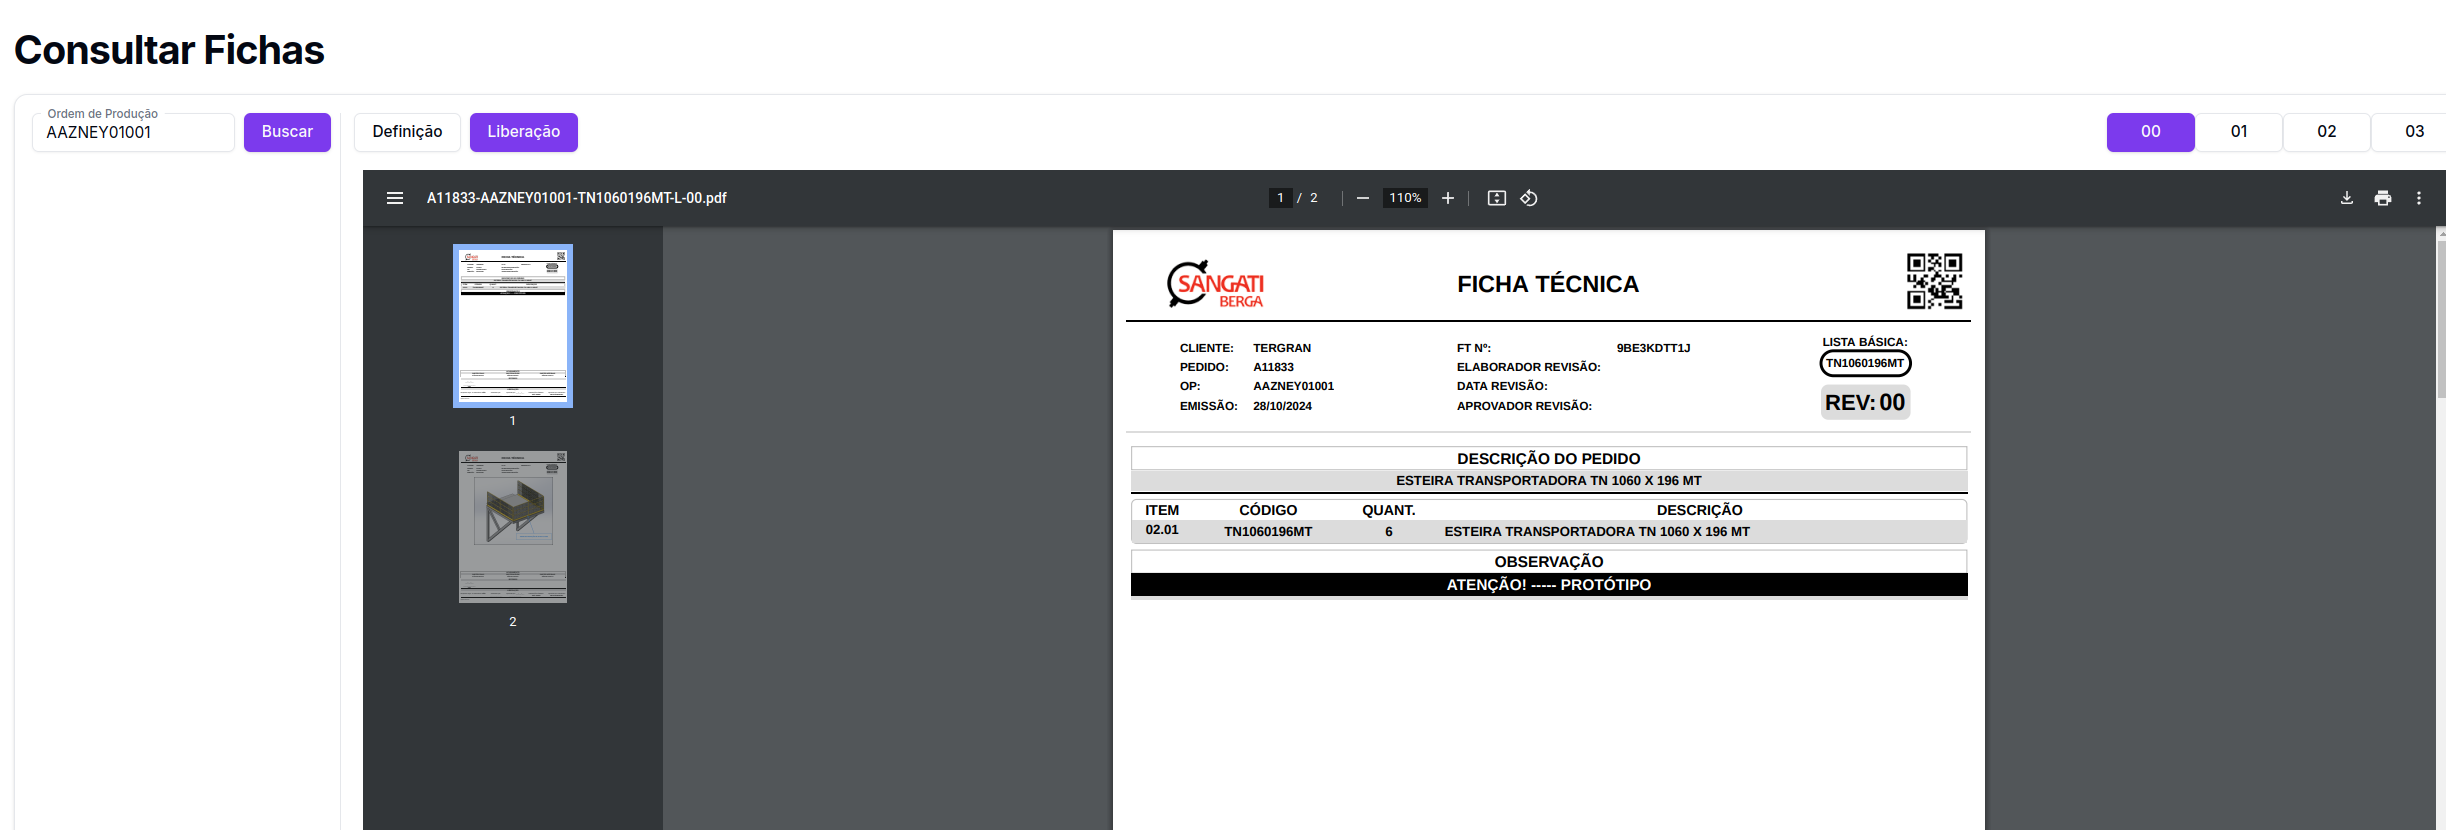 Consultar Fichas
Ordem de Produção
AAZNEY01001
Buscar
Definição
Liberação
00
01
02
03
A11833-AAZNEY01001-TN1060196MT-L-00.pdf
1 / 2
110%
1
2
SANGATI
BERGA
FICHA TÉCNICA
CLIENTE: TERGRAN
PEDIDO: A11833
OP: AAZNEY01001
EMISSÃO: 28/10/2024
FT Nº: 9BE3KDTT1J
ELABORADOR REVISÃO:
DATA REVISÃO:
APROVADOR REVISÃO:
LISTA BÁSICA:
TN1060196MT
REV: 00
DESCRIÇÃO DO PEDIDO
ESTEIRA TRANSPORTADORA TN 1060 X 196 MT
ITEM CÓDIGO QUANT. DESCRIÇÃO
02.01 TN1060196MT 6 ESTEIRA TRANSPORTADORA TN 1060 X 196 MT
OBSERVAÇÃO
ATENÇÃO! ----- PROTÓTIPO